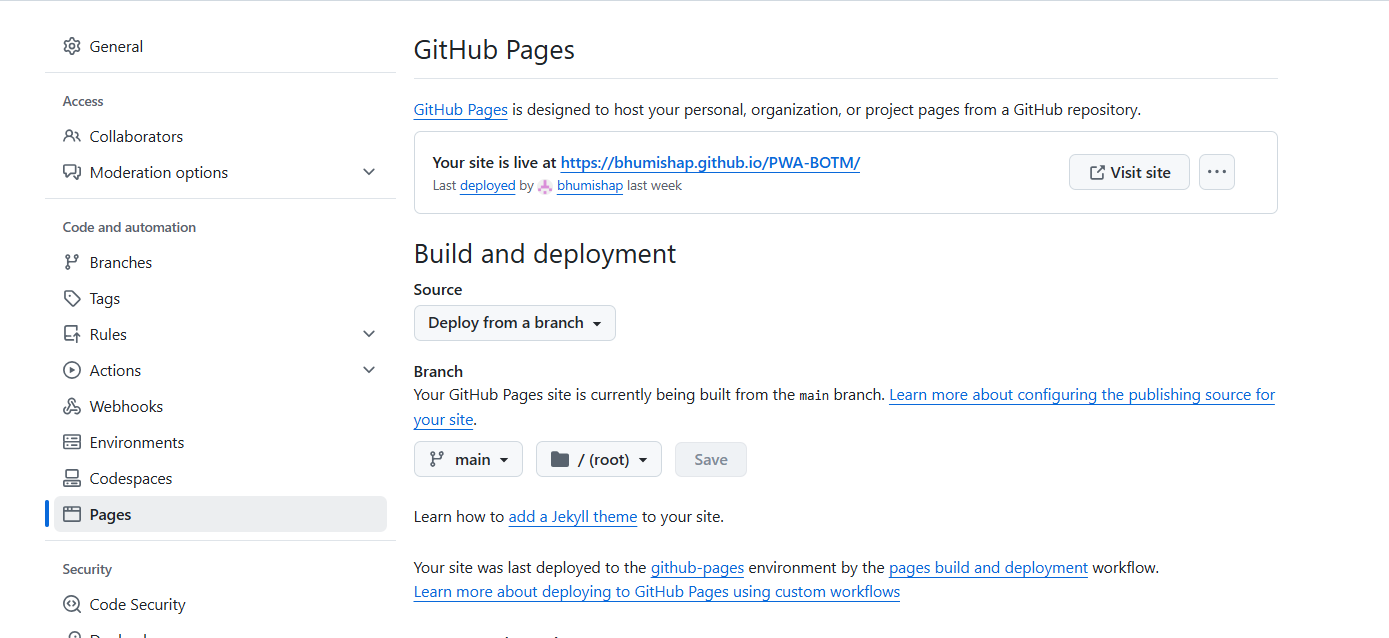 General
Access
Collaborators
Moderation options
Code and automation
Branches
Tags
Rules
Actions
Webhooks
Environments
Codespaces
Pages
Security
Code Security
GitHub Pages
GitHub Pages is designed to host your personal, organization, or project pages from a GitHub repository.
Your site is live at https://bhumishap.github.io/PWA-BOTM/
Last deployed by bhumishap last week
Visit site
Build and deployment
Source
Deploy from a branch
Branch
Your GitHub Pages site is currently being built from the main branch. Learn more about configuring the publishing source for
your site.
main
/ (root)
Save
Learn how to add a Jekyll theme to your site.
Your site was last deployed to the github-pages environment by the pages build and deployment workflow.
Learn more about deploying to GitHub Pages using custom workflows